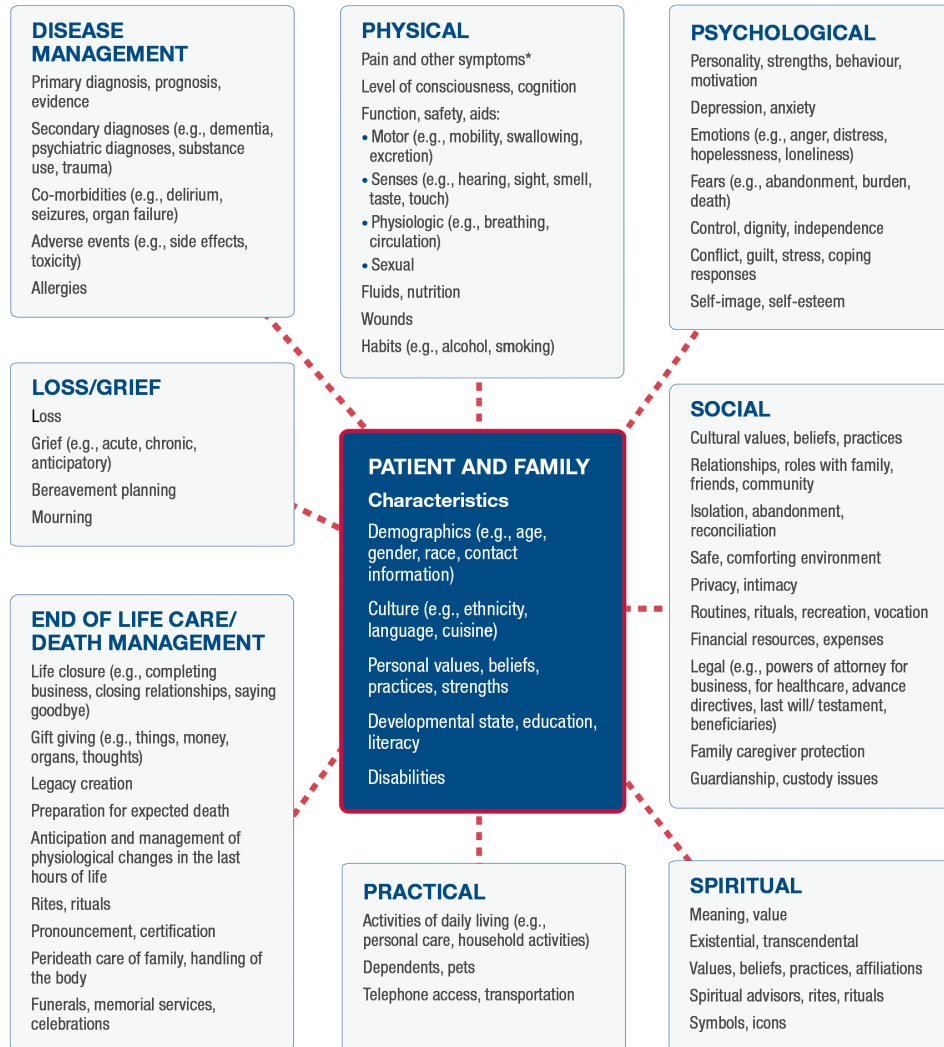 DISEASE
MANAGEMENT
Primary diagnosis, prognosis,
evidence
Secondary diagnoses (e.g., dementia,
psychiatric diagnoses, substance
use, trauma)
Co-morbidities (e.g., delirium,
seizures, organ failure)
Adverse events (e.g., side effects,
toxicity)
Allergies
PHYSICAL
Pain and other symptoms*
Level of consciousness, cognition
Function, safety, aids:
• Motor (e.g., mobility, swallowing,
excretion)
• Senses (e.g., hearing, sight, smell,
taste, touch)
• Physiologic (e.g., breathing,
circulation)
• Sexual
Fluids, nutrition
Wounds
Habits (e.g., alcohol, smoking)
PSYCHOLOGICAL
Personality, strengths, behaviour,
motivation
Depression, anxiety
Emotions (e.g., anger, distress,
hopelessness, loneliness)
Fears (e.g., abandonment, burden,
death)
Control, dignity, independence
Conflict, guilt, stress, coping
responses
Self-image, self-esteem
LOSS/GRIEF
Loss
Grief (e.g., acute, chronic,
anticipatory)
Bereavement planning
Mourning
PATIENT AND FAMILY
Characteristics
Demographics (e.g., age,
gender, race, contact
information)
Culture (e.g., ethnicity,
language, cuisine)
Personal values, beliefs,
practices, strengths
Developmental state, education,
literacy
Disabilities
SOCIAL
Cultural values, beliefs, practices
Relationships, roles with family,
friends, community
Isolation, abandonment,
reconciliation
Safe, comforting environment
Privacy, intimacy
Routines, rituals, recreation, vocation
Financial resources, expenses
Legal (e.g., powers of attorney for
business, for healthcare, advance
directives, last will/ testament,
beneficiaries)
Family caregiver protection
Guardianship, custody issues
END OF LIFE CARE/
DEATH MANAGEMENT
Life closure (e.g., completing
business, closing relationships, saying
goodbye)
Gift giving (e.g., things, money,
organs, thoughts)
Legacy creation
Preparation for expected death
Anticipation and management of
physiological changes in the last
hours of life
Rites, rituals
Pronouncement, certification
Perideath care of family, handling of
the body
Funerals, memorial services,
celebrations
PRACTICAL
Activities of daily living (e.g.,
personal care, household activities)
Dependents, pets
Telephone access, transportation
SPIRITUAL
Meaning, value
Existential, transcendental
Values, beliefs, practices, affiliations
Spiritual advisors, rites, rituals
Symbols, icons